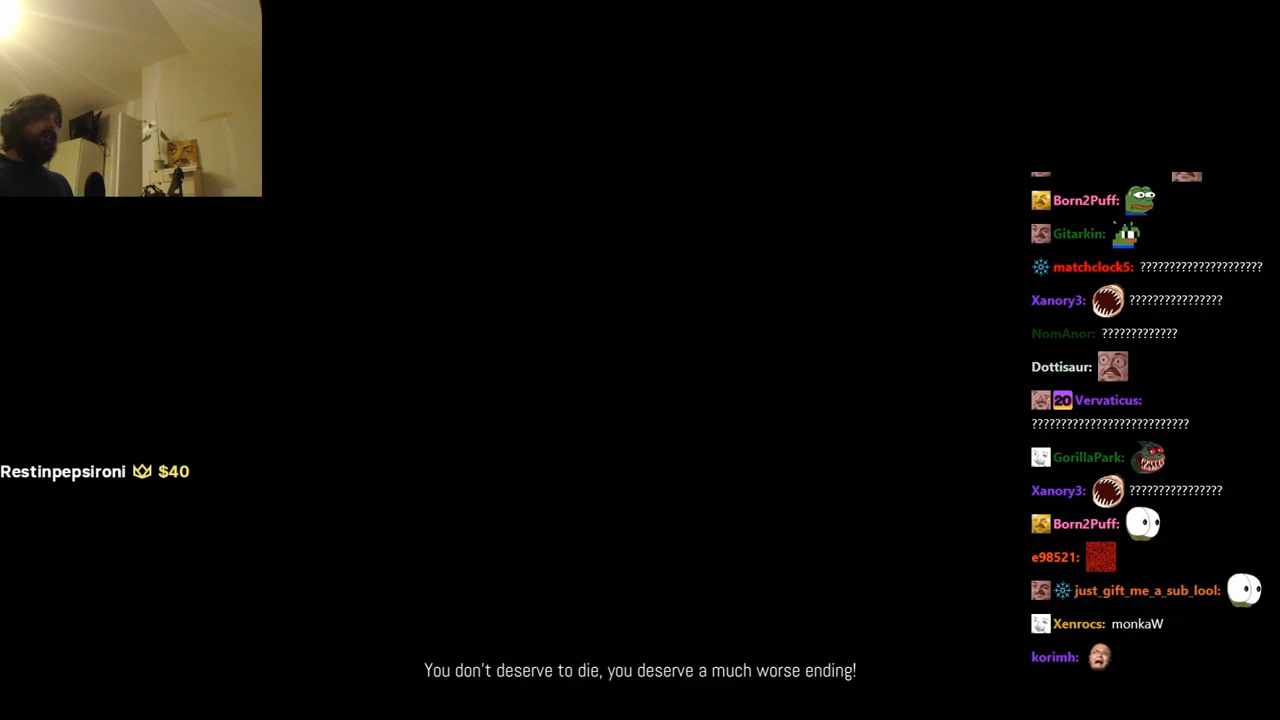 Born2Puff:
Gitarkin:
matchclock5: ?????????????????????
Xanory3: ????????????????
NomAnor: ?????????????
Dottisaur:
20 Vervaticus:
???????????????????????????
GorillaPark:
Xanory3: ????????????????
Born2Puff:
e98521:
just_gift_me_a_sub_lool:
Xenrocs: monkaW
korimh:
Restinpepsironi $40
You don't deserve to die, you deserve a much worse ending!